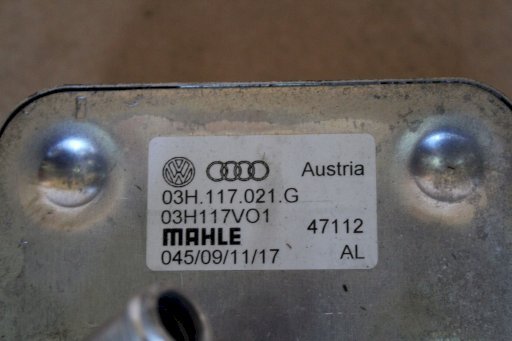 Austria
03H.117.021.G
03H117VO1
MAHLE 47112
045/09/11/17 AL